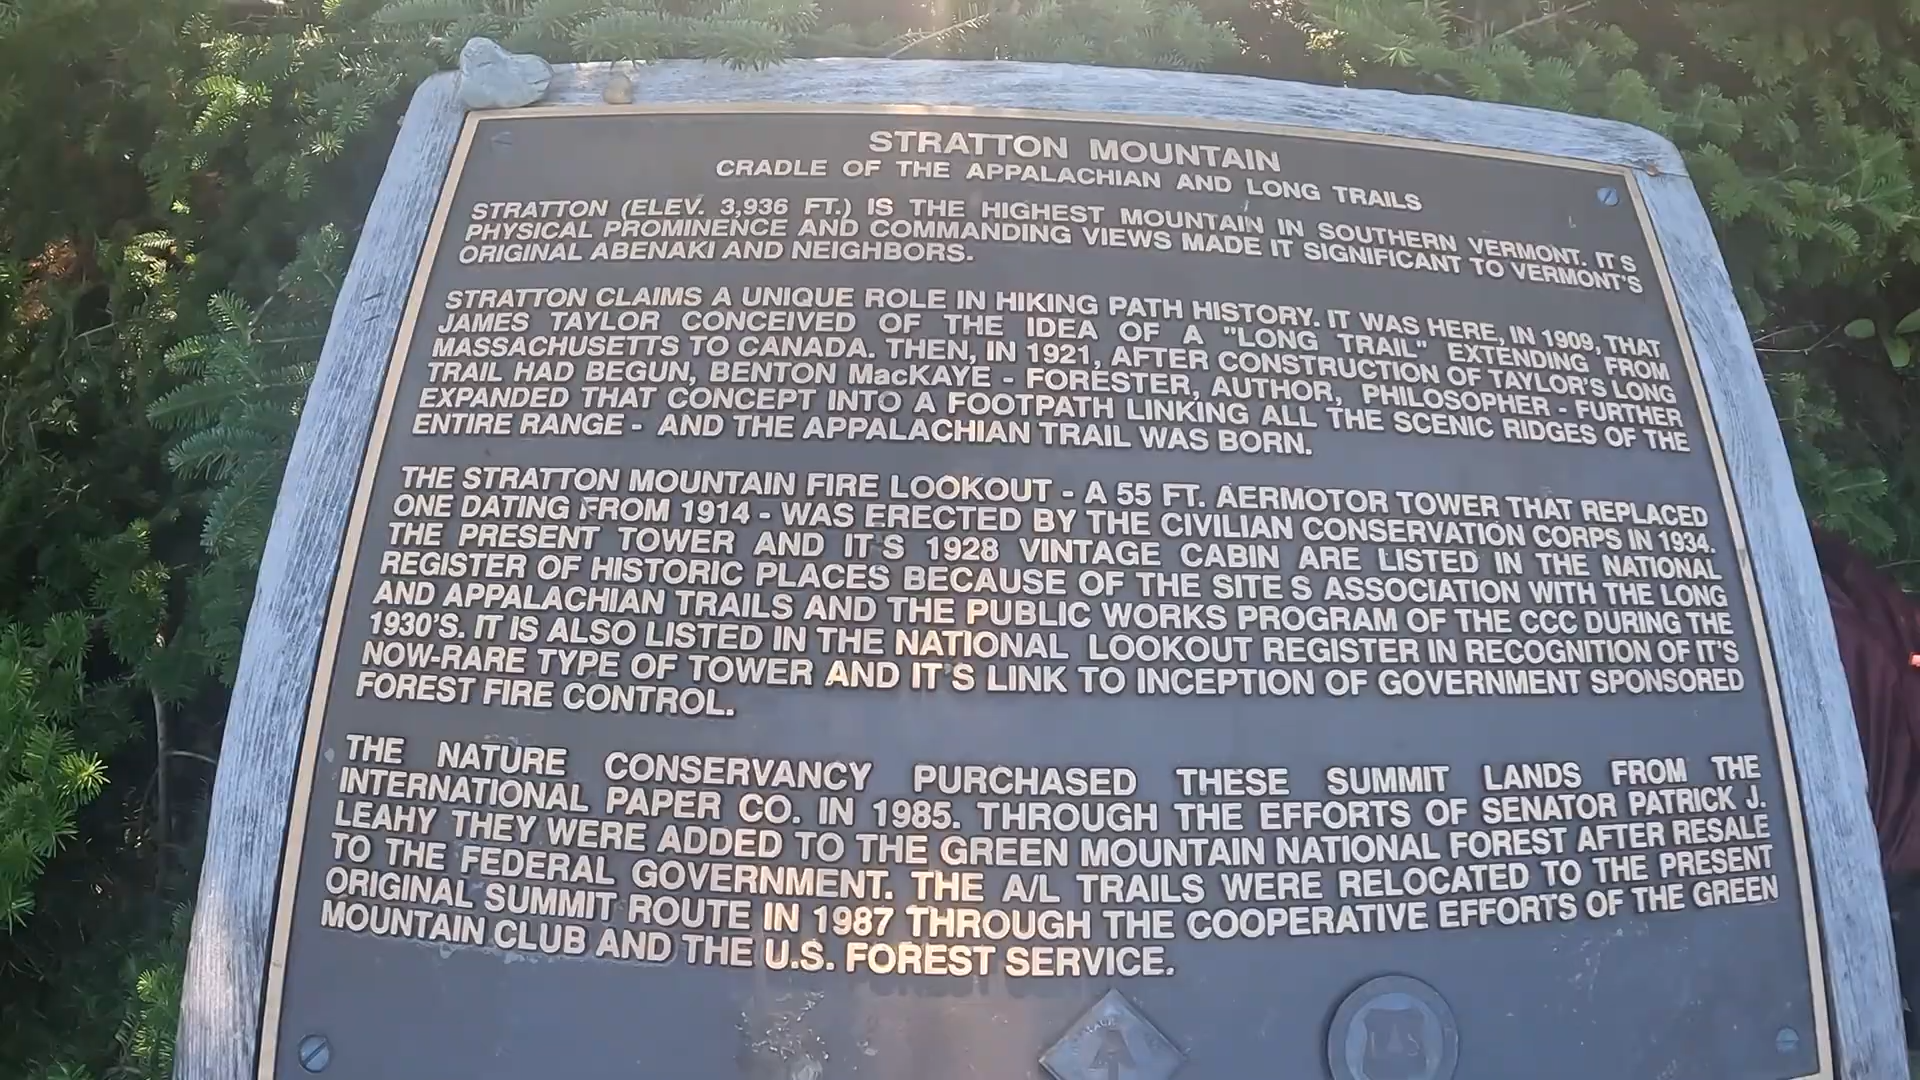 STRATTON MOUNTAIN
CRADLE OF THE APPALACHIAN AND LONG TRAILS
STRATTON (ELEV. 3,936 FT.) IS THE HIGHEST MOUNTAIN IN SOUTHERN VERMONT. IT S
PHYSICAL PROMINENCE AND COMMANDING VIEWS MADE IT SIGNIFICANT TO VERMONT'S
ORIGINAL ABENAKI AND NEIGHBORS.
STRATTON CLAIMS A UNIQUE ROLE IN HIKING PATH HISTORY. IT WAS HERE, IN 1909, THAT
JAMES TAYLOR CONCEIVED OF THE IDEA OF A "LONG TRAIL" EXTENDING FROM
MASSACHUSETTS TO CANADA. THEN, IN 1921, AFTER CONSTRUCTION OF TAYLOR'S LONG
TRAIL HAD BEGUN, BENTON MacKAYE - FORESTER, AUTHOR, PHILOSOPHER - FURTHER
EXPANDED THAT CONCEPT INTO A FOOTPATH LINKING ALL THE SCENIC RIDGES OF THE
ENTIRE RANGE - AND THE APPALACHIAN TRAIL WAS BORN.
THE STRATTON MOUNTAIN FIRE LOOKOUT - A 55 FT. AERMOTOR TOWER THAT REPLACED
ONE DATING FROM 1914 - WAS ERECTED BY THE CIVILIAN CONSERVATION CORPS IN 1934.
THE PRESENT TOWER AND IT S 1928 VINTAGE CABIN ARE LISTED IN THE NATIONAL
REGISTER OF HISTORIC PLACES BECAUSE OF THE SITE S ASSOCIATION WITH THE LONG
AND APPALACHIAN TRAILS AND THE PUBLIC WORKS PROGRAM OF THE CCC DURING THE
1930'S. IT IS ALSO LISTED IN THE NATIONAL LOOKOUT REGISTER IN RECOGNITION OF IT'S
NOW-RARE TYPE OF TOWER AND IT'S LINK TO INCEPTION OF GOVERNMENT SPONSORED
FOREST FIRE CONTROL.
THE NATURE CONSERVANCY PURCHASED THESE SUMMIT LANDS FROM THE
INTERNATIONAL PAPER CO. IN 1985. THROUGH THE EFFORTS OF SENATOR PATRICK J.
LEAHY THEY WERE ADDED TO THE GREEN MOUNTAIN NATIONAL FOREST AFTER RESALE
TO THE FEDERAL GOVERNMENT. THE A/L TRAILS WERE RELOCATED TO THE PRESENT
ORIGINAL SUMMIT ROUTE IN 1987 THROUGH THE COOPERATIVE EFFORTS OF THE GREEN
MOUNTAIN CLUB AND THE U.S. FOREST SERVICE.
U S